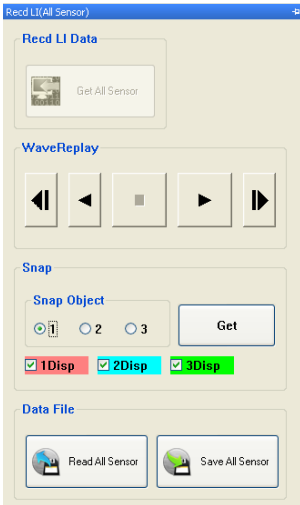 Recd LI(All Sensor)
Recd LI Data
Get All Sensor
WaveReplay
Snap
Snap Object
1 2 3
Get
1Disp 2Disp 3Disp
Data File
Read All Sensor Save All Sensor